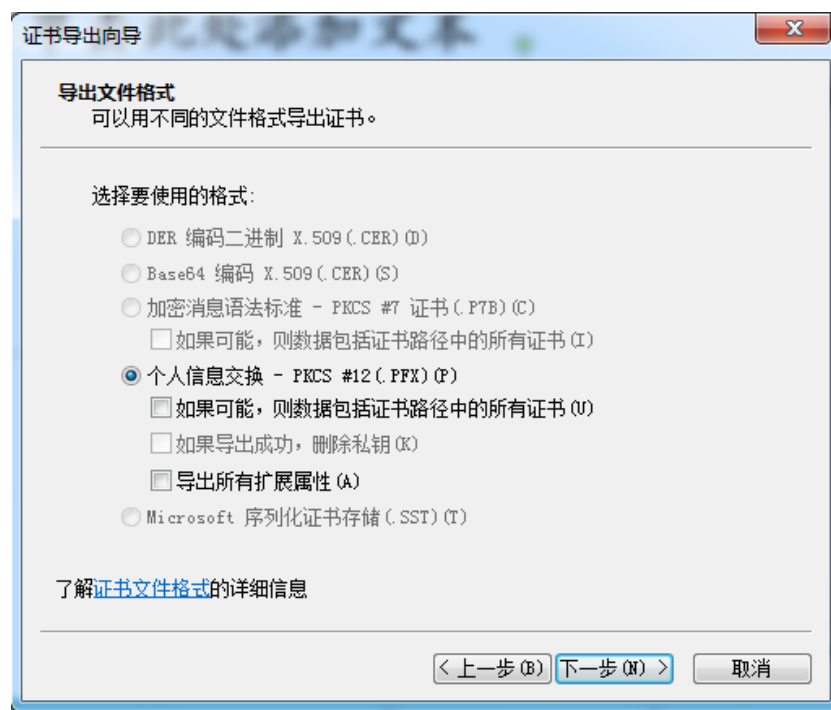 此处添加文本
证书导出向导
导出文件格式
可以用不同的文件格式导出证书。
选择要使用的格式:
DER 编码二进制 X.509(.CER)(D)
Base64 编码 X.509(.CER)(S)
加密消息语法标准 - PKCS #7 证书(.P7B)(C)
如果可能，则数据包括证书路径中的所有证书(I)
个人信息交换 - PKCS #12(.PFX)(P)
如果可能，则数据包括证书路径中的所有证书(U)
如果导出成功，删除私钥(K)
导出所有扩展属性(A)
Microsoft 序列化证书存储(.SST)(T)
了解证书文件格式的详细信息
< 上一步(B) 下一步(N) > 取消